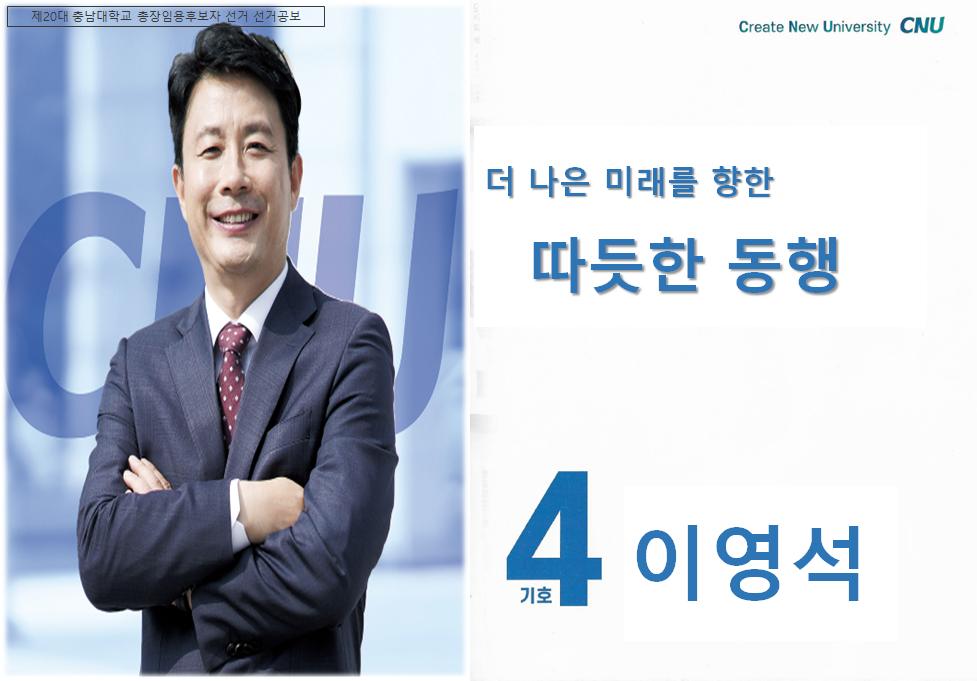 제20대 충남대학교 총장임용후보자 선거 선거공보
Create New University CNU
CNU
더 나은 미래를 향한
따듯한 동행
기호 4 이영석